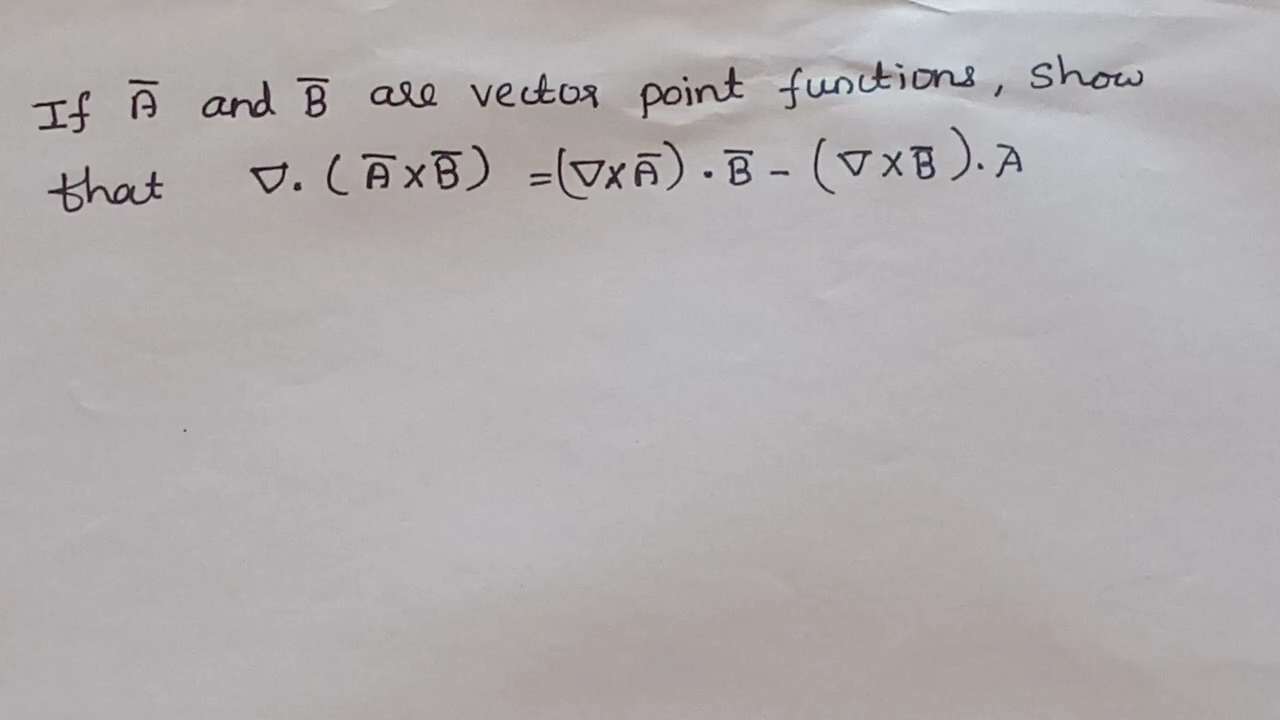 If A̅ and B̅ are vector point functions, show
that ∇. ( A̅ X B̅ ) = (∇ X A̅ ) · B̅ - ( ∇ X B̅ ). A̅